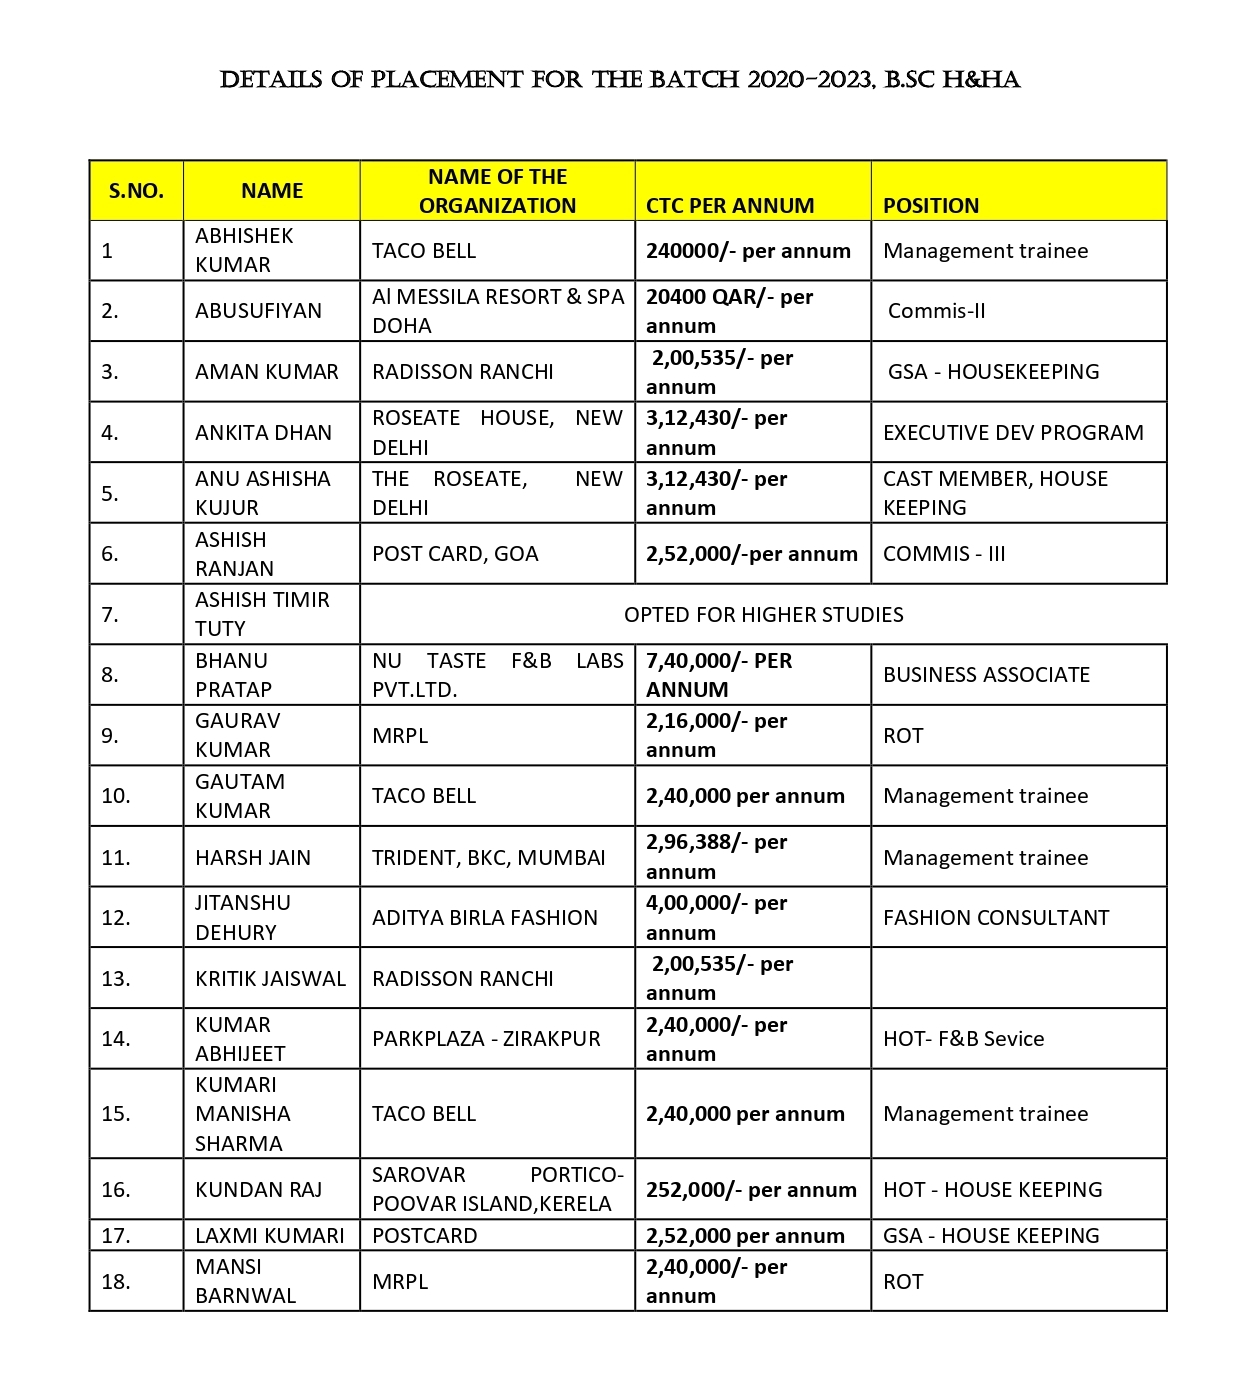 DETAILS OF PLACEMENT FOR THE BATCH 2020-2023, B.SC H&HA
S.NO. NAME NAME OF THE ORGANIZATION CTC PER ANNUM POSITION
1 ABHISHEK KUMAR TACO BELL 240000/- per annum Management trainee
2. ABUSUFIYAN Al MESSILA RESORT & SPA DOHA 20400 QAR/- per annum Commis-II
3. AMAN KUMAR RADISSON RANCHI 2,00,535/- per annum GSA - HOUSEKEEPING
4. ANKITA DHAN ROSEATE HOUSE, NEW DELHI 3,12,430/- per annum EXECUTIVE DEV PROGRAM
5. ANU ASHISHA KUJUR THE ROSEATE, NEW DELHI 3,12,430/- per annum CAST MEMBER, HOUSE KEEPING
6. ASHISH RANJAN POST CARD, GOA 2,52,000/-per annum COMMIS - III
7. ASHISH TIMIR TUTY OPTED FOR HIGHER STUDIES
8. BHANU PRATAP NU TASTE F&B LABS PVT.LTD. 7,40,000/- PER ANNUM BUSINESS ASSOCIATE
9. GAURAV KUMAR MRPL 2,16,000/- per annum ROT
10. GAUTAM KUMAR TACO BELL 2,40,000 per annum Management trainee
11. HARSH JAIN TRIDENT, BKC, MUMBAI 2,96,388/- per annum Management trainee
12. JITANSHU DEHURY ADITYA BIRLA FASHION 4,00,000/- per annum FASHION CONSULTANT
13. KRITIK JAISWAL RADISSON RANCHI 2,00,535/- per annum
14. KUMAR ABHIJEET PARKPLAZA - ZIRAKPUR 2,40,000/- per annum HOT- F&B Sevice
15. KUMARI MANISHA SHARMA TACO BELL 2,40,000 per annum Management trainee
16. KUNDAN RAJ SAROVAR PORTICO-POOVAR ISLAND,KERELA 252,000/- per annum HOT - HOUSE KEEPING
17. LAXMI KUMARI POSTCARD 2,52,000 per annum GSA - HOUSE KEEPING
18. MANSI BARNWAL MRPL 2,40,000/- per annum ROT